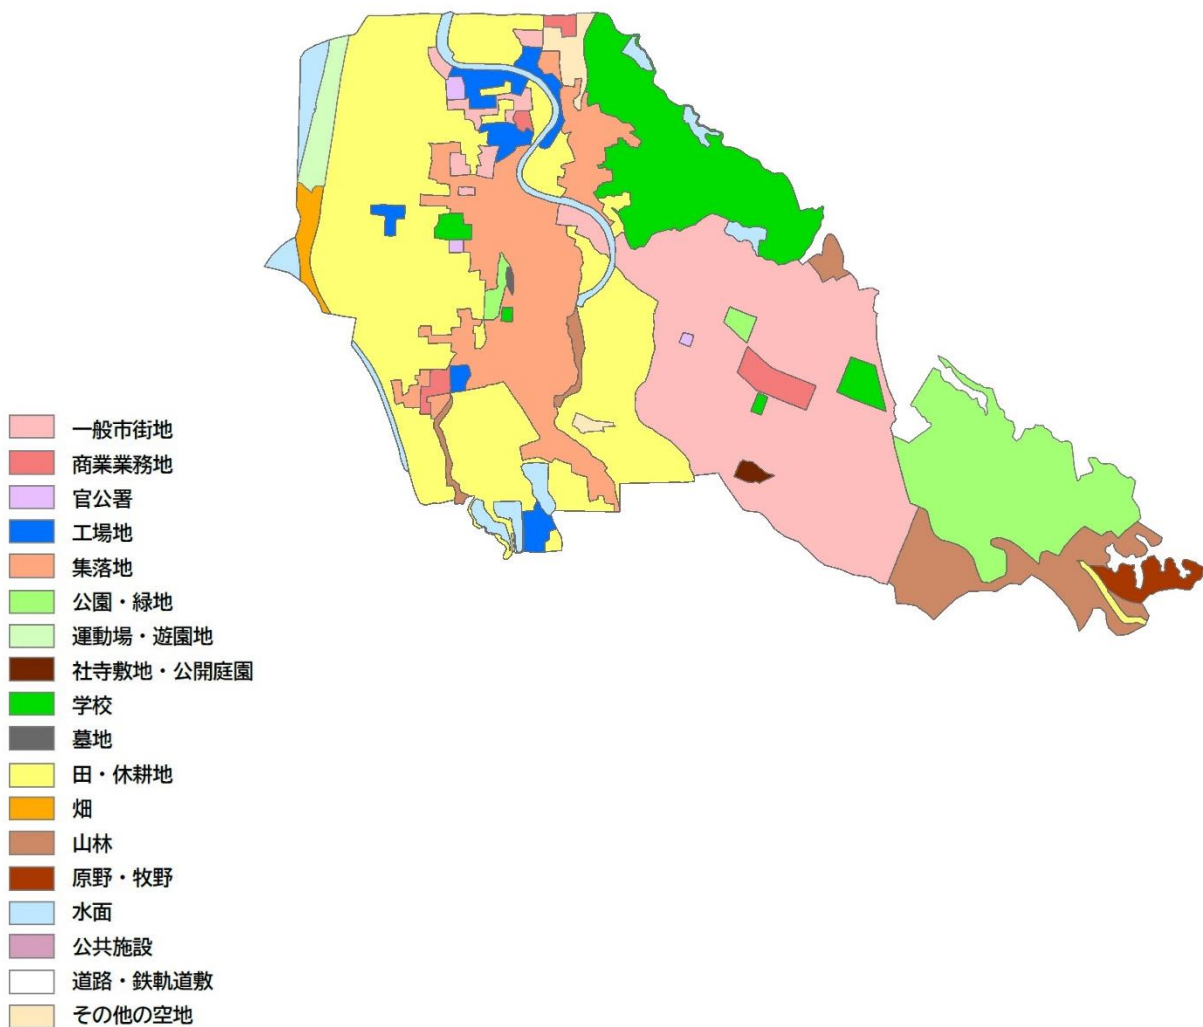 一般市街地
商業業務地
官公署
工場地
集落地
公園・緑地
運動場・遊園地
社寺敷地・公開庭園
学校
墓地
田・休耕地
畑
山林
原野・牧野
水面
公共施設
道路・鉄軌道敷
その他の空地